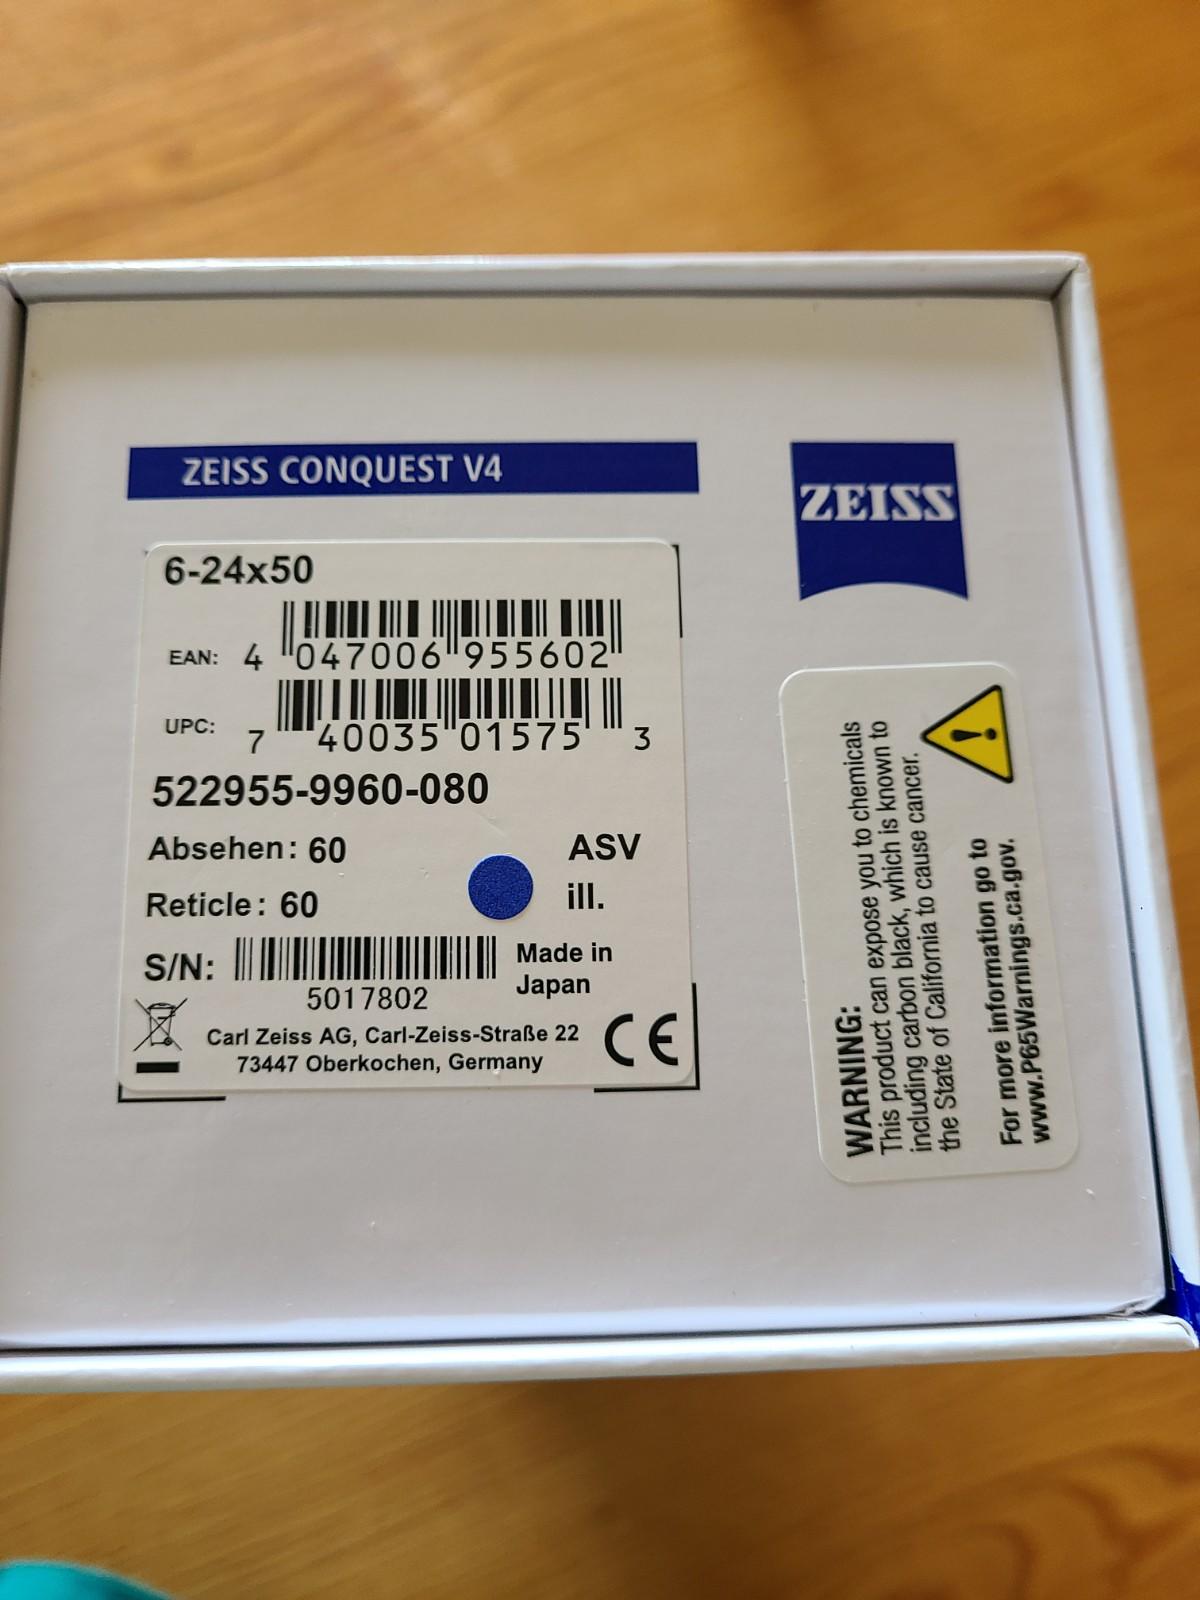 ZEISS CONQUEST V4
ZEISS
6-24x50
EAN: 4 047006 955602
UPC: 7 40035 01575 3
522955-9960-080
Absehen: 60 ASV
Reticle: 60 ill.
S/N: Made in
5017802 Japan
Carl Zeiss AG, Carl-Zeiss-Straße 22
73447 Oberkochen, Germany
CE
WARNING:
This product can expose you to chemicals
including carbon black, which is known to
the State of California to cause cancer.
For more information go to
www.P65Warnings.ca.gov.